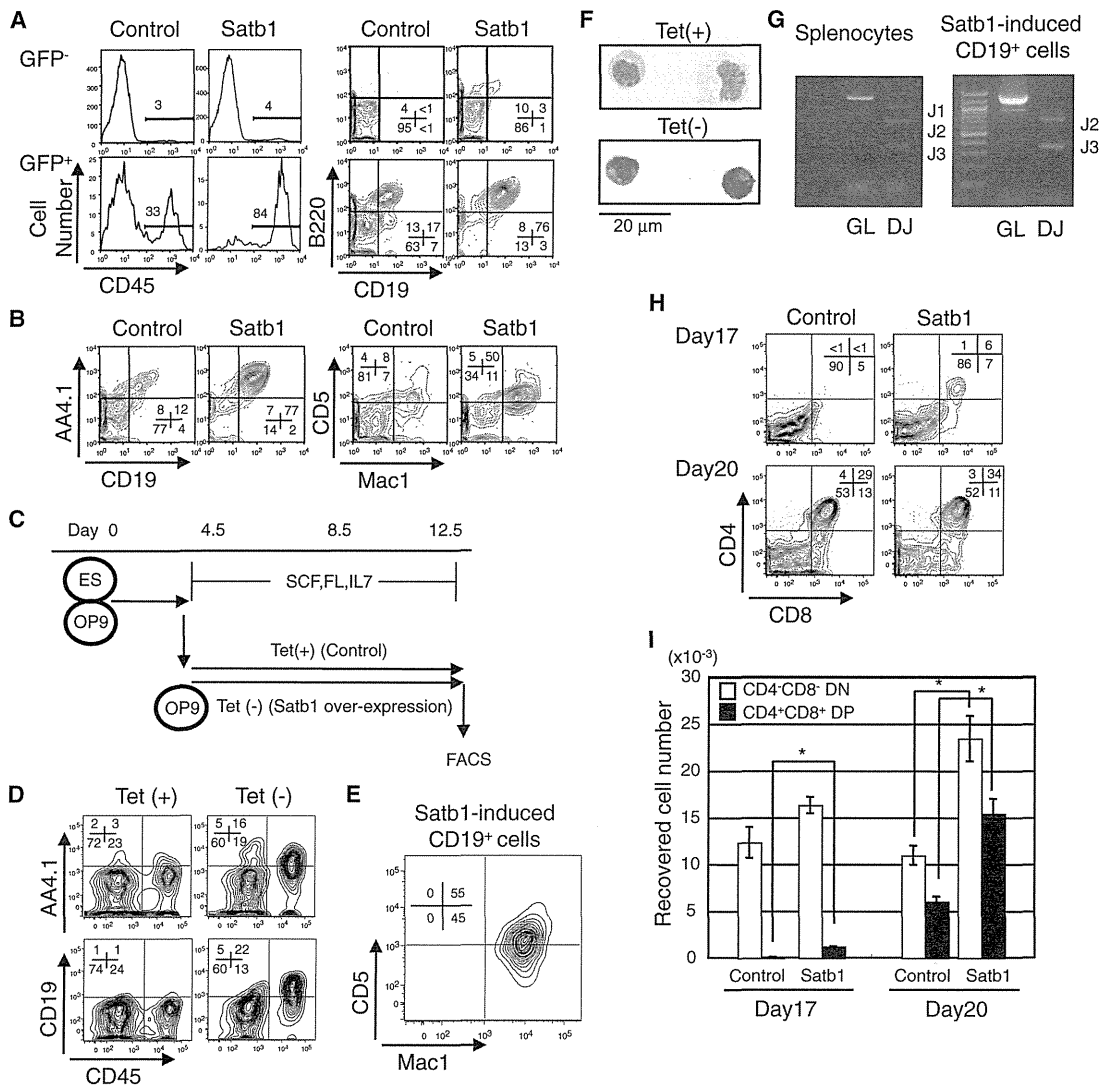 A
Control Satb1
Control Satb1
GFP-
3
4
4 <1
95 <1
10 3
86 1
GFP+
33
84
13 17
63 7
8 76
13 3
Cell
Number
B220
CD45
CD19
B
Control Satb1
Control Satb1
8 12
77 4
7 77
14 2
4 8
81 7
5 50
34 11
AA4.1
CD5
CD19
Mac1
C
Day 0 4.5 8.5 12.5
ES
SCF,FL,IL7
OP9
Tet(+) (Control)
OP9
Tet (-) (Satb1 over-expression)
FACS
D
Tet (+) Tet (-)
2 3
72 23
5 16
60 19
AA4.1
1 1
74 24
5 22
60 13
CD19
CD45
E
Satb1-induced
CD19+ cells
0 55
0 45
CD5
Mac1
F
Tet(+)
Tet(-)
20 μm
G
Splenocytes
Satb1-induced
CD19+ cells
J1
J2
J3
J2
J3
GL DJ
GL DJ
H
Control Satb1
Day17
<1 <1
90 5
1 6
86 7
Day20
4 29
53 13
3 34
52 11
CD4
CD8
I
(x10-3)
CD4-CD8- DN
CD4+CD8+ DP
* * *
30
25
20
15
10
5
0
Recovered cell number
Control Satb1 Control Satb1
Day17 Day20